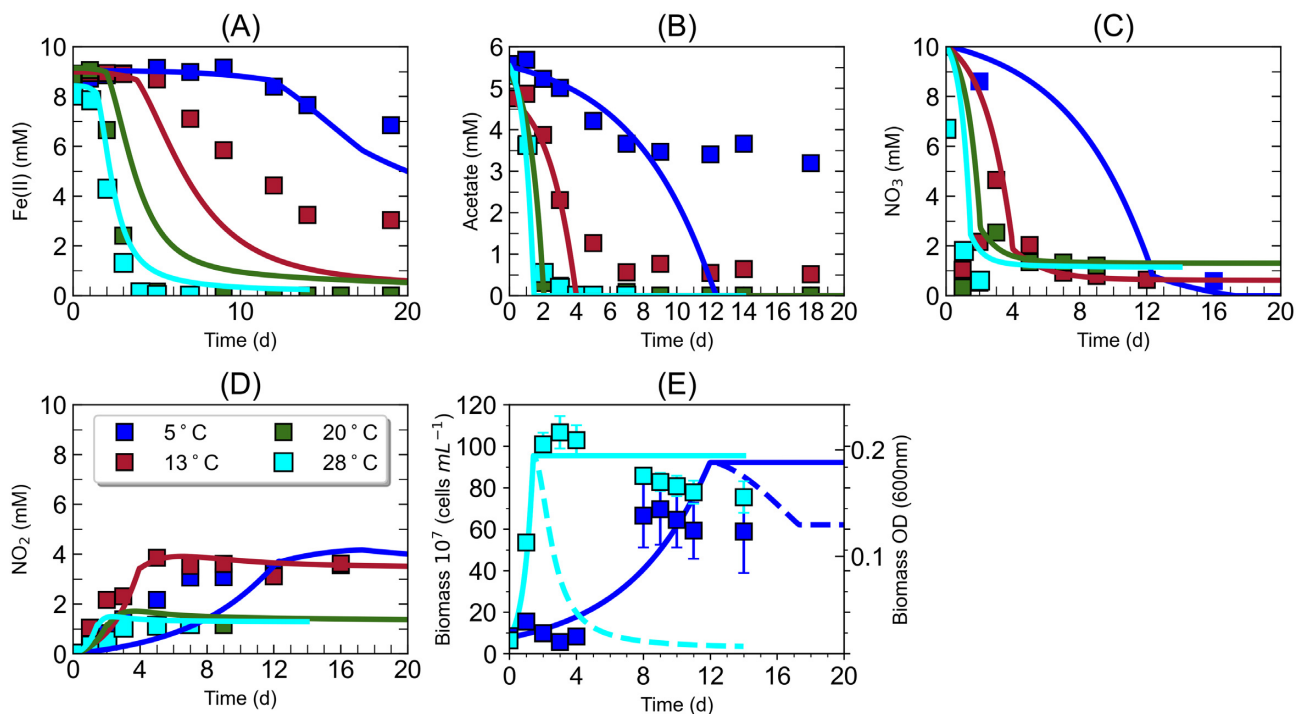 (A)
Fe(II) (mM)
10
8
6
4
2
0
0 10 20
Time (d)
(B)
Acetate (mM)
6
5
4
3
2
1
0
0 2 4 6 8 10 12 14 18 20
Time (d)
(C)
NO3 (mM)
10
8
6
4
2
0
0 4 8 12 16 20
Time (d)
(D)
NO2 (mM)
10
8
6
4
2
0
5°C
13°C
20°C
28°C
0 4 8 12 16 20
Time (d)
(E)
Biomass 10^7 (cells mL^−1)
120
100
80
60
40
20
0
0 4 8 12 16 20
Time (d)
0.2
0.1
Biomass OD (600nm)